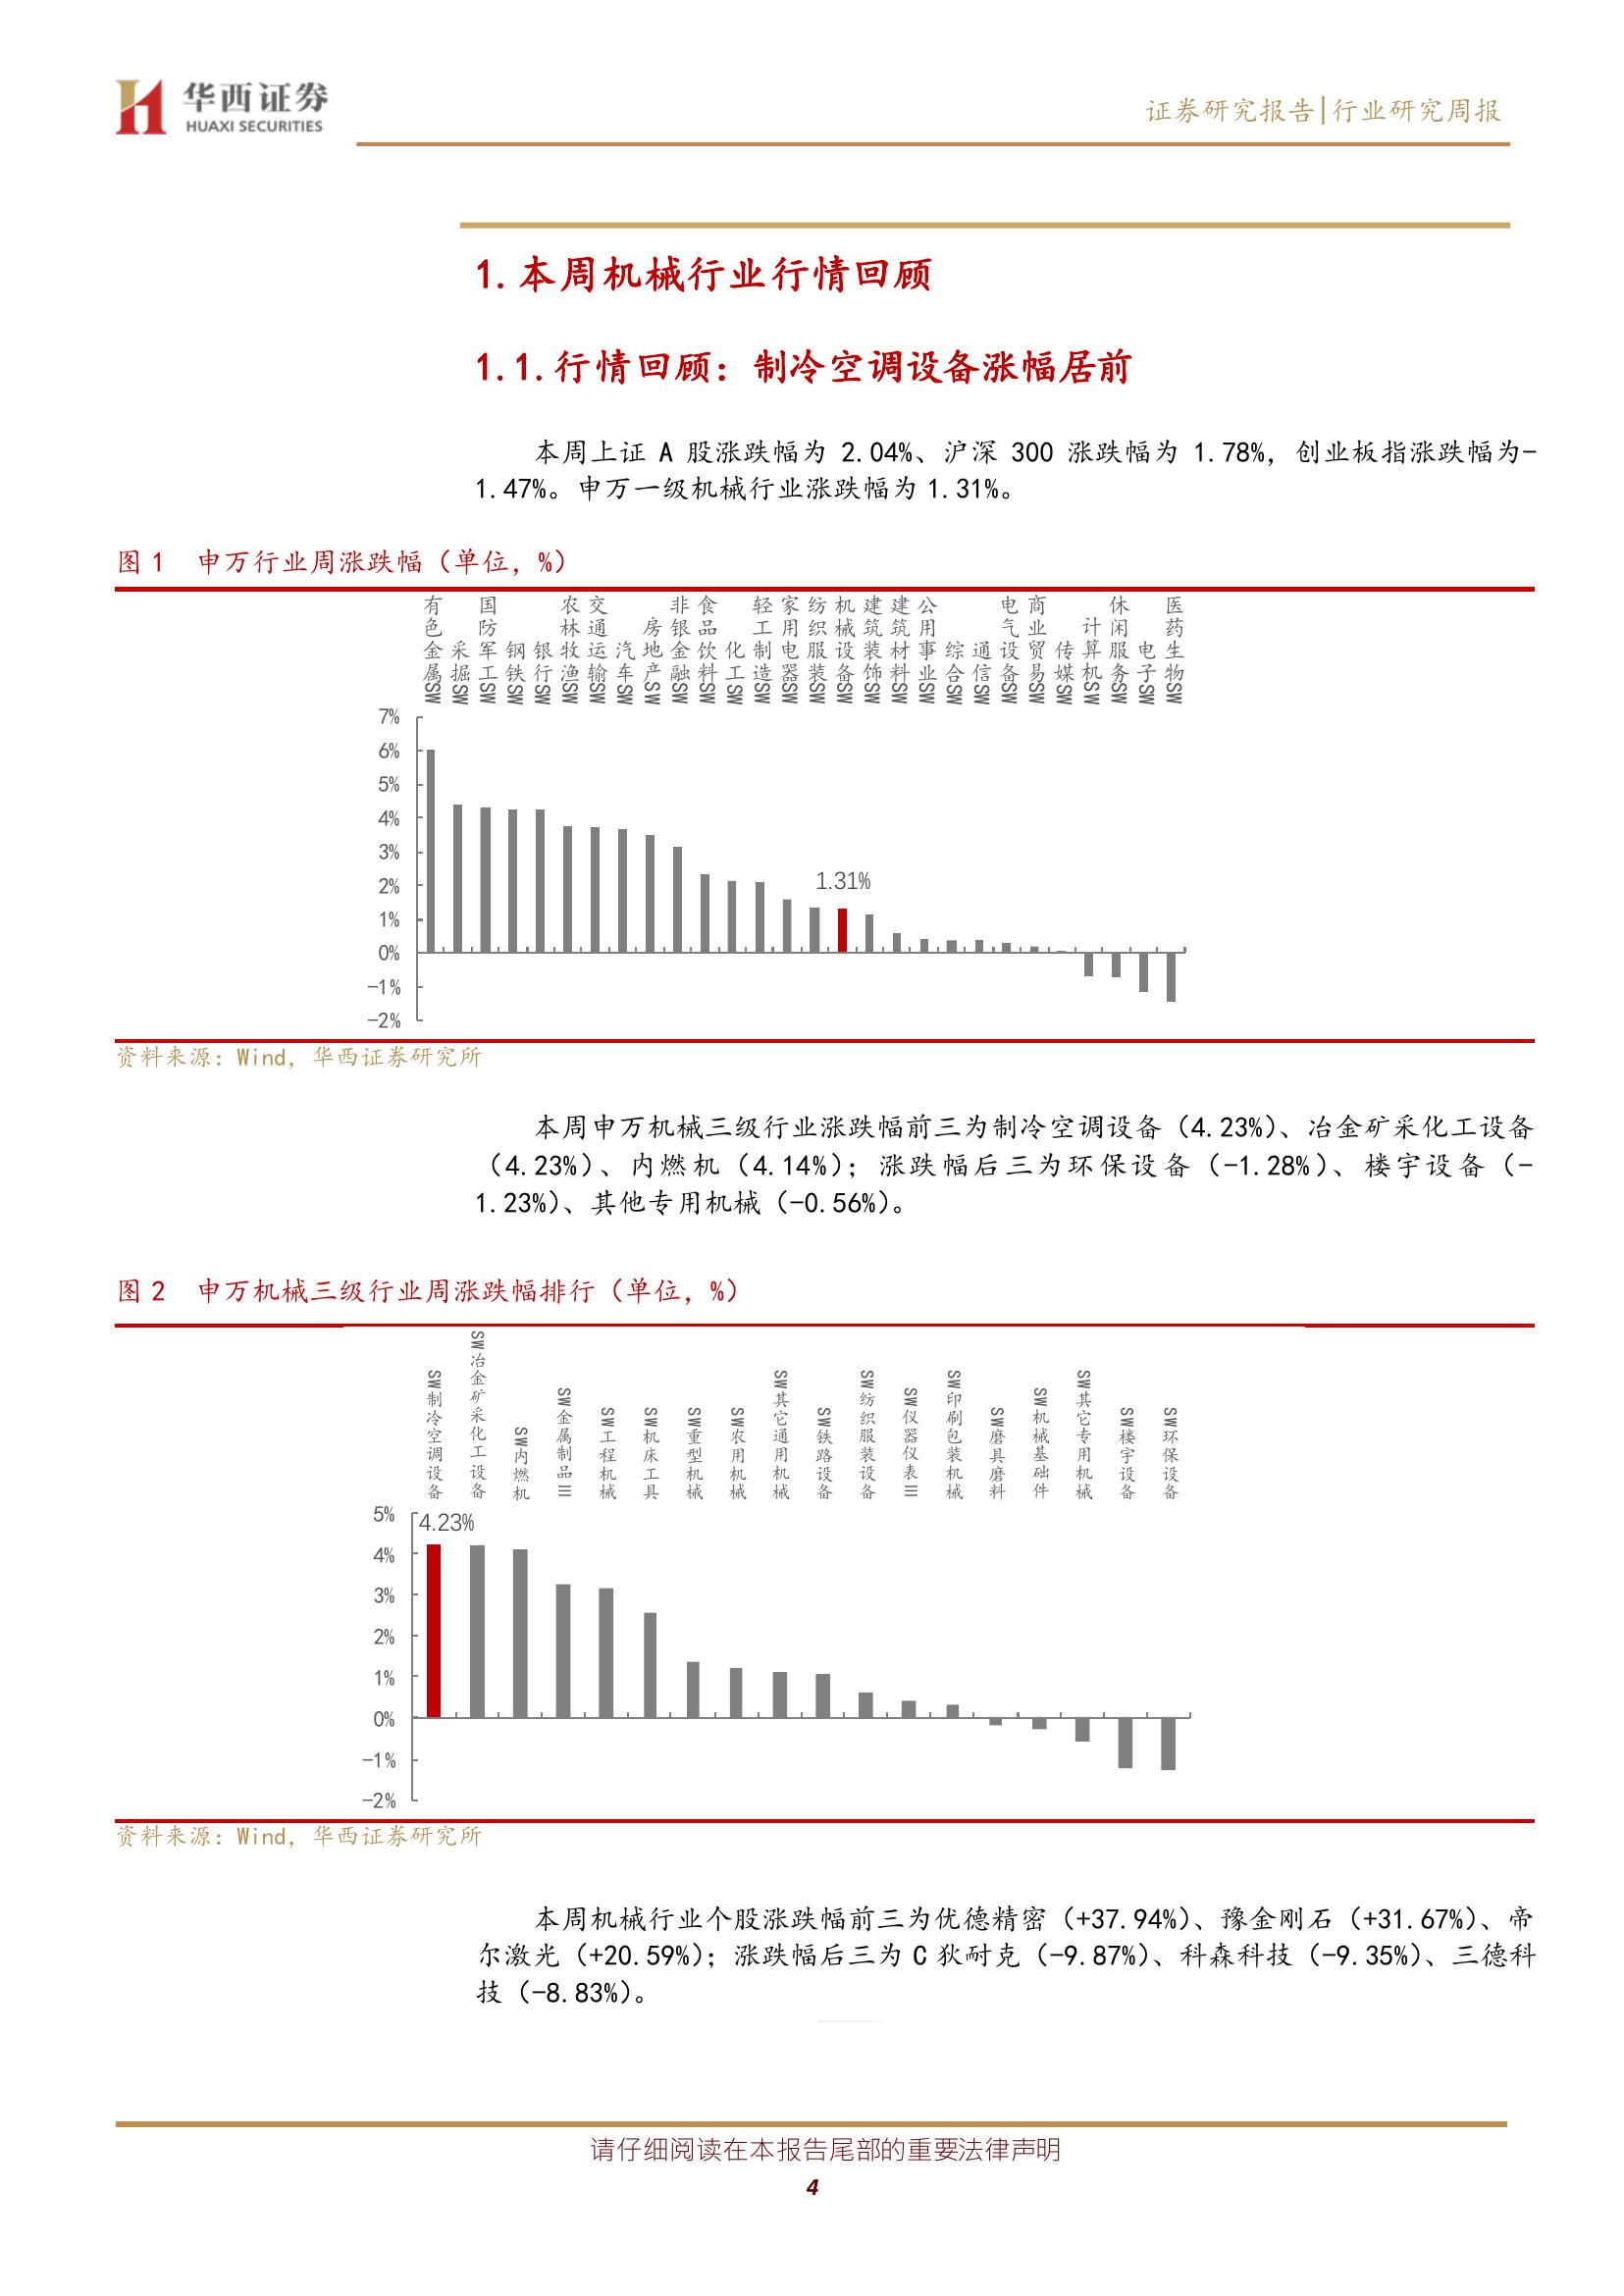 华西证券
HUAXI SECURITIES
证券研究报告|行业研究周报
1.本周机械行业行情回顾
1.1.行情回顾：制冷空调设备涨幅居前
本周上证 A 股涨跌幅为 2.04%、沪深 300 涨跌幅为 1.78%，创业板指涨跌幅为-
1.47%。申万一级机械行业涨跌幅为 1.31%。
图 1 申万行业周涨跌幅（单位，%）
有色金属SW
采掘SW
国防军工SW
钢铁SW
银行SW
农林牧渔SW
交通运输SW
汽车SW
房地产SW
非银金融SW
食品饮料SW
化工SW
轻工制造SW
家用电器SW
纺织服装SW
机械设备SW
建筑装饰SW
建筑材料SW
公用事业SW
综合SW
通信SW
电气设备SW
商业贸易SW
传媒SW
计算机SW
休闲服务SW
电子SW
医药生物SW
7%
6%
5%
4%
3%
2%
1%
0%
-1%
-2%
1.31%
资料来源：Wind，华西证券研究所
本周申万机械三级行业涨跌幅前三为制冷空调设备（4.23%）、冶金矿采化工设备
（4.23%）、内燃机（4.14%）；涨跌幅后三为环保设备（-1.28%）、楼宇设备（-
1.23%）、其他专用机械（-0.56%）。
图 2 申万机械三级行业周涨跌幅排行（单位，%）
SW制冷空调设备
SW冶金矿采化工设备
SW内燃机
SW金属制品Ⅲ
SW工程机械
SW机床工具
SW重型机械
SW农用机械
SW其它通用机械
SW铁路设备
SW纺织服装设备
SW仪器仪表Ⅲ
SW印刷包装机械
SW磨具磨料
SW机械基础件
SW其它专用机械
SW楼宇设备
SW环保设备
5%
4%
3%
2%
1%
0%
-1%
-2%
4.23%
资料来源：Wind，华西证券研究所
本周机械行业个股涨跌幅前三为优德精密（+37.94%）、豫金刚石（+31.67%）、帝
尔激光（+20.59%）；涨跌幅后三为 C 狄耐克（-9.87%）、科森科技（-9.35%）、三德科
技（-8.83%）。
请仔细阅读在本报告尾部的重要法律声明
4